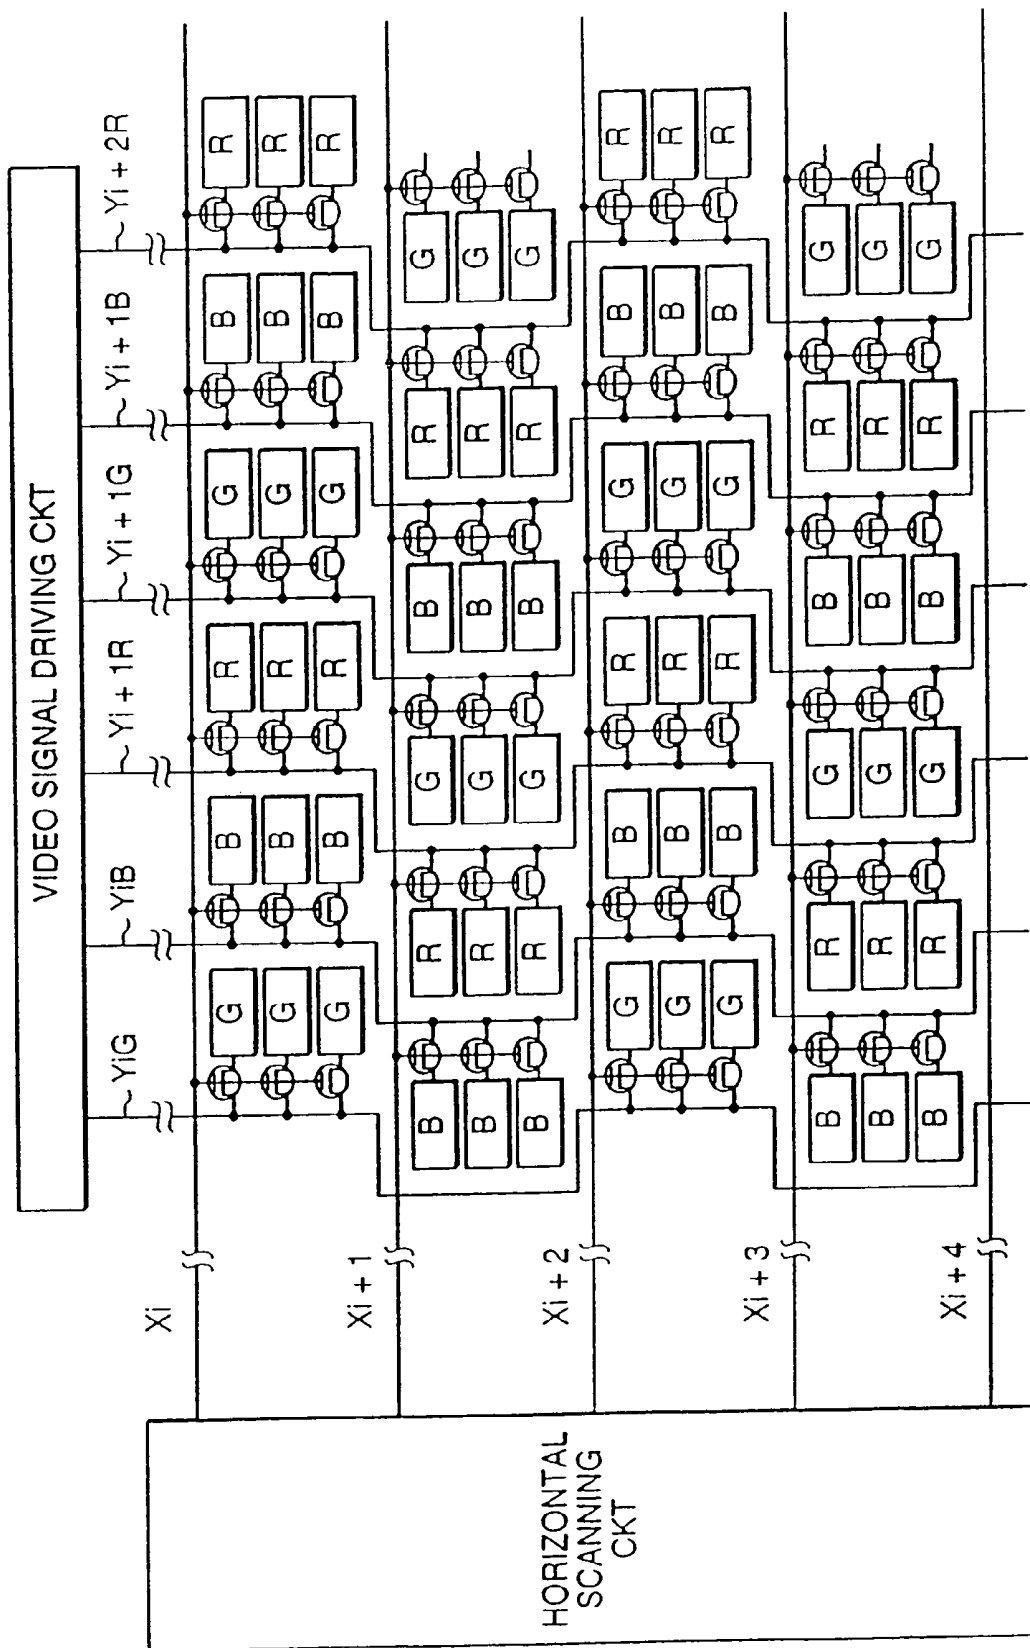 VIDEO SIGNAL DRIVING CKT
YiG YiB Yi + 1R Yi + 1G Yi + 1B Yi + 2R
Xi
G B R G B R
G B R G B R
G B R G B R
Xi + 1
B R G B R G
B R G B R G
B R G B R G
Xi + 2
HORIZONTAL
SCANNING
CKT
G B R G B R
G B R G B R
G B R G B R
Xi + 3
B R G B R G
B R G B R G
B R G B R G
Xi + 4